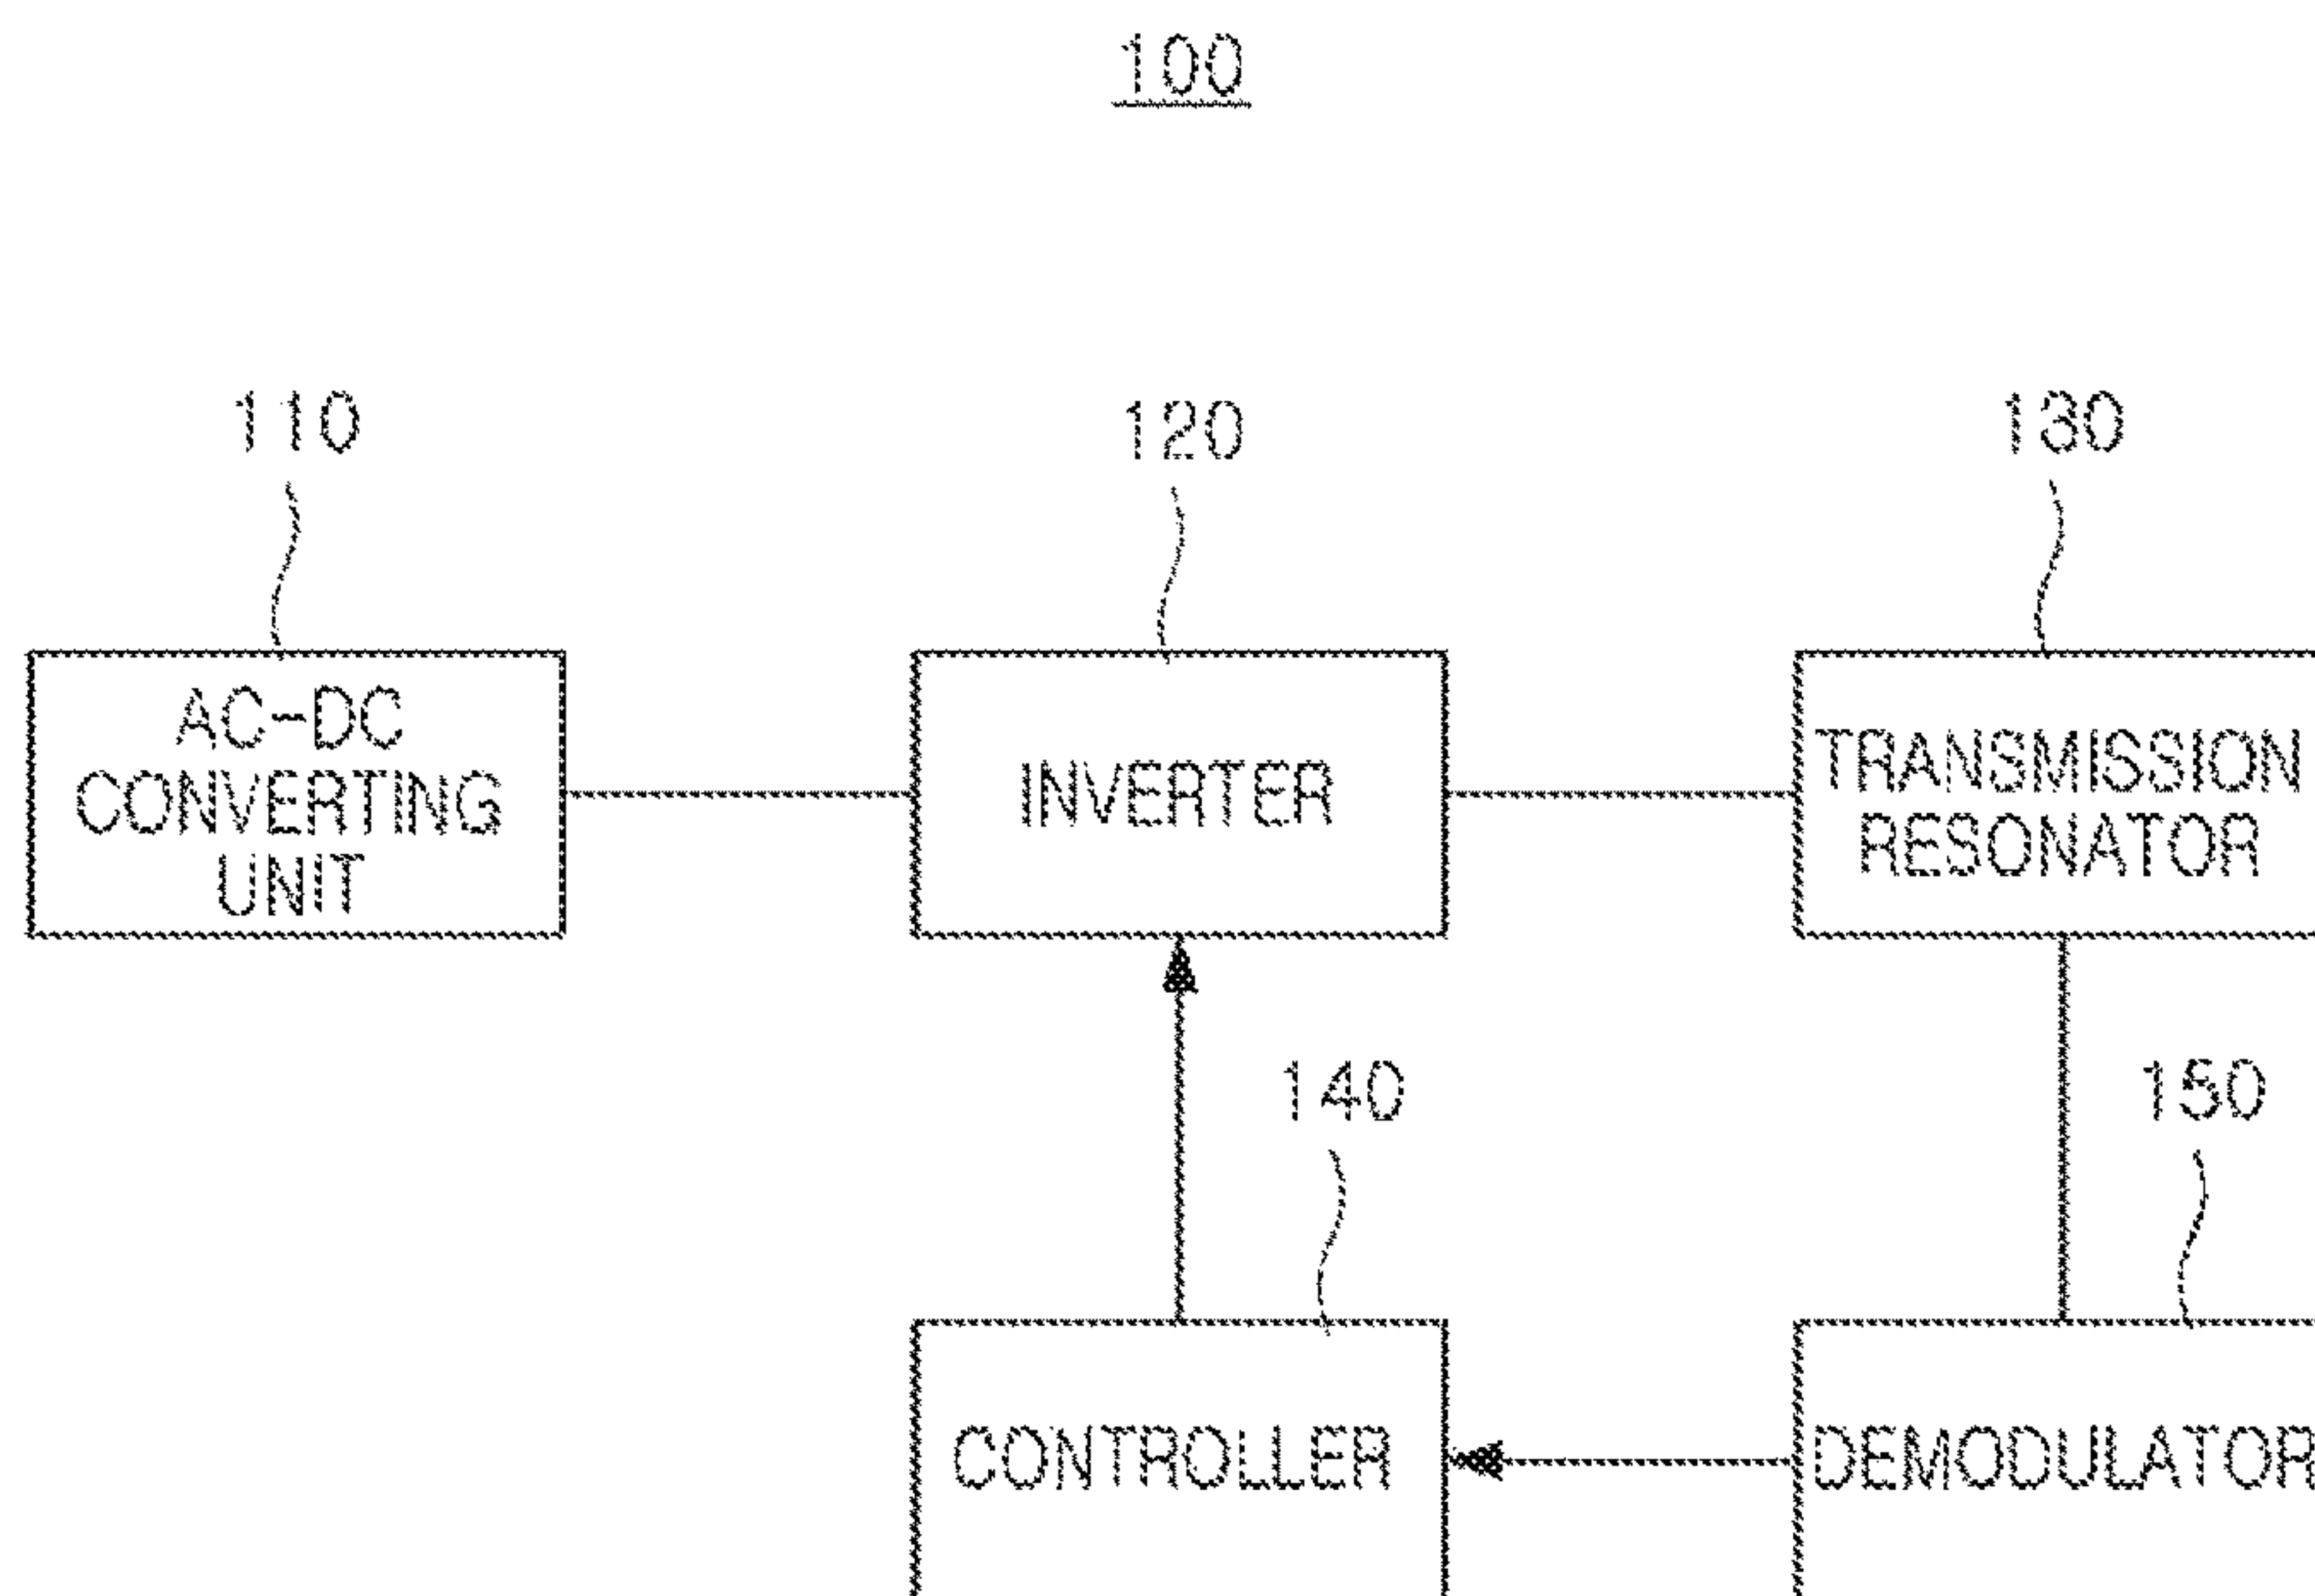 100
110
120
130
AC-DC
CONVERTING
UNIT
INVERTER
TRANSMISSION
RESONATOR
140
150
CONTROLLER
DEMODULATOR